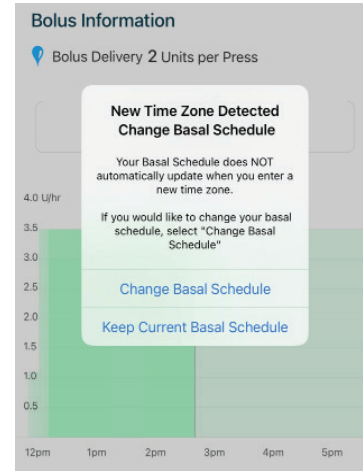 Bolus Information
Bolus Delivery 2 Units per Press
New Time Zone Detected
Change Basal Schedule
Your Basal Schedule does NOT
automatically update when you enter a
new time zone.
If you would like to change your basal
schedule, select "Change Basal
Schedule"
Change Basal Schedule
Keep Current Basal Schedule
4.0 U/hr
3.5
3.0
2.5
2.0
1.5
1.0
0.5
12pm 1pm 2pm 3pm 4pm 5pm